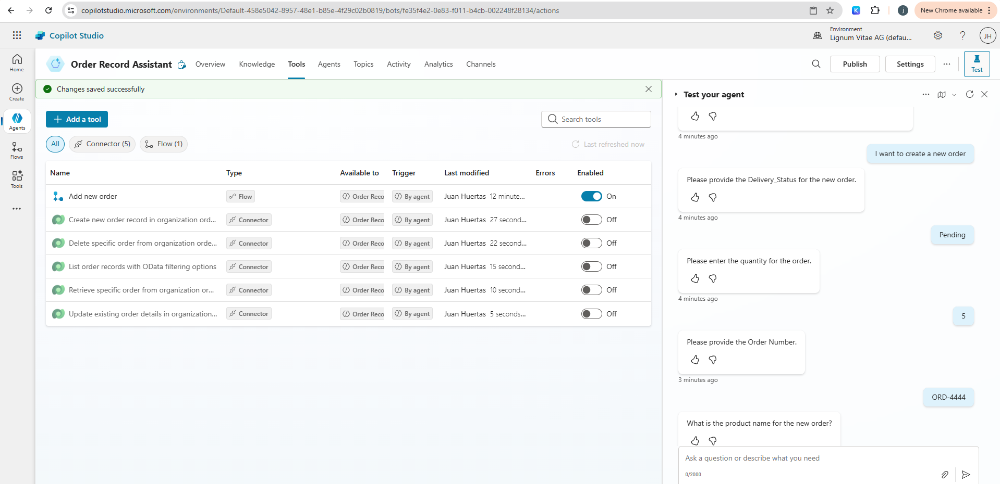 copilotstudio.microsoft.com/environments/Default-458e5042-8957-48e1-b85e-4f29c02b0819/bots/fe35f4e2-0e83-f011-b4cb-002248f28134/actions
K
j
New Chrome available
Copilot Studio
Environment
Lignum Vitae AG (defau...
?
JH
Home
Create
Agents
Flows
Tools
Order Record Assistant
Overview
Knowledge
Tools
Agents
Topics
Activity
Analytics
Channels
Publish
Settings
Test
Changes saved successfully
Add a tool
Search tools
All
Connector (5)
Flow (1)
Last refreshed now
Name Type Available to Trigger Last modified Errors Enabled
Add new order Flow Order Reco By agent Juan Huertas 12 minute... On
Create new order record in organization ord... Connector Order Reco By agent Juan Huertas 27 second... Off
Delete specific order from organization orde... Connector Order Reco By agent Juan Huertas 22 second... Off
List order records with OData filtering options Connector Order Reco By agent Juan Huertas 15 second... Off
Retrieve specific order from organization or... Connector Order Reco By agent Juan Huertas 10 second... Off
Update existing order details in organization... Connector Order Reco By agent Juan Huertas 5 seconds... Off
Test your agent
4 minutes ago
I want to create a new order
Please provide the Delivery_Status for the new order.
4 minutes ago
Pending
Please enter the quantity for the order.
4 minutes ago
5
Please provide the Order Number.
3 minutes ago
ORD-4444
What is the product name for the new order?
Ask a question or describe what you need
0/2000